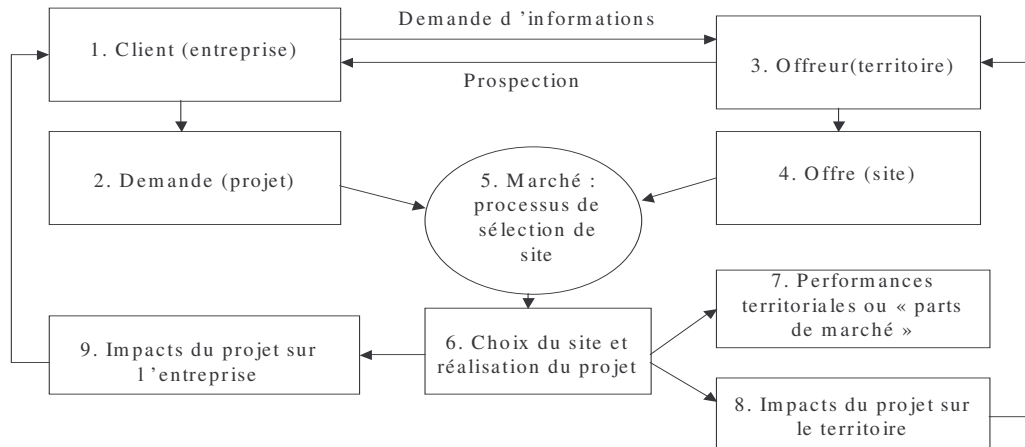 Demande d ’informations
1. Client (entreprise)
3. Offreur(territoire)
Prospection
2. Demande (projet)
4. Offre (site)
5. Marché :
processus de
sélection de
site
7. Performances
territoriales ou « parts
de marché »
6. Choix du site et
réalisation du projet
9. Impacts du projet sur
l ’entreprise
8. Impacts du projet sur
le territoire